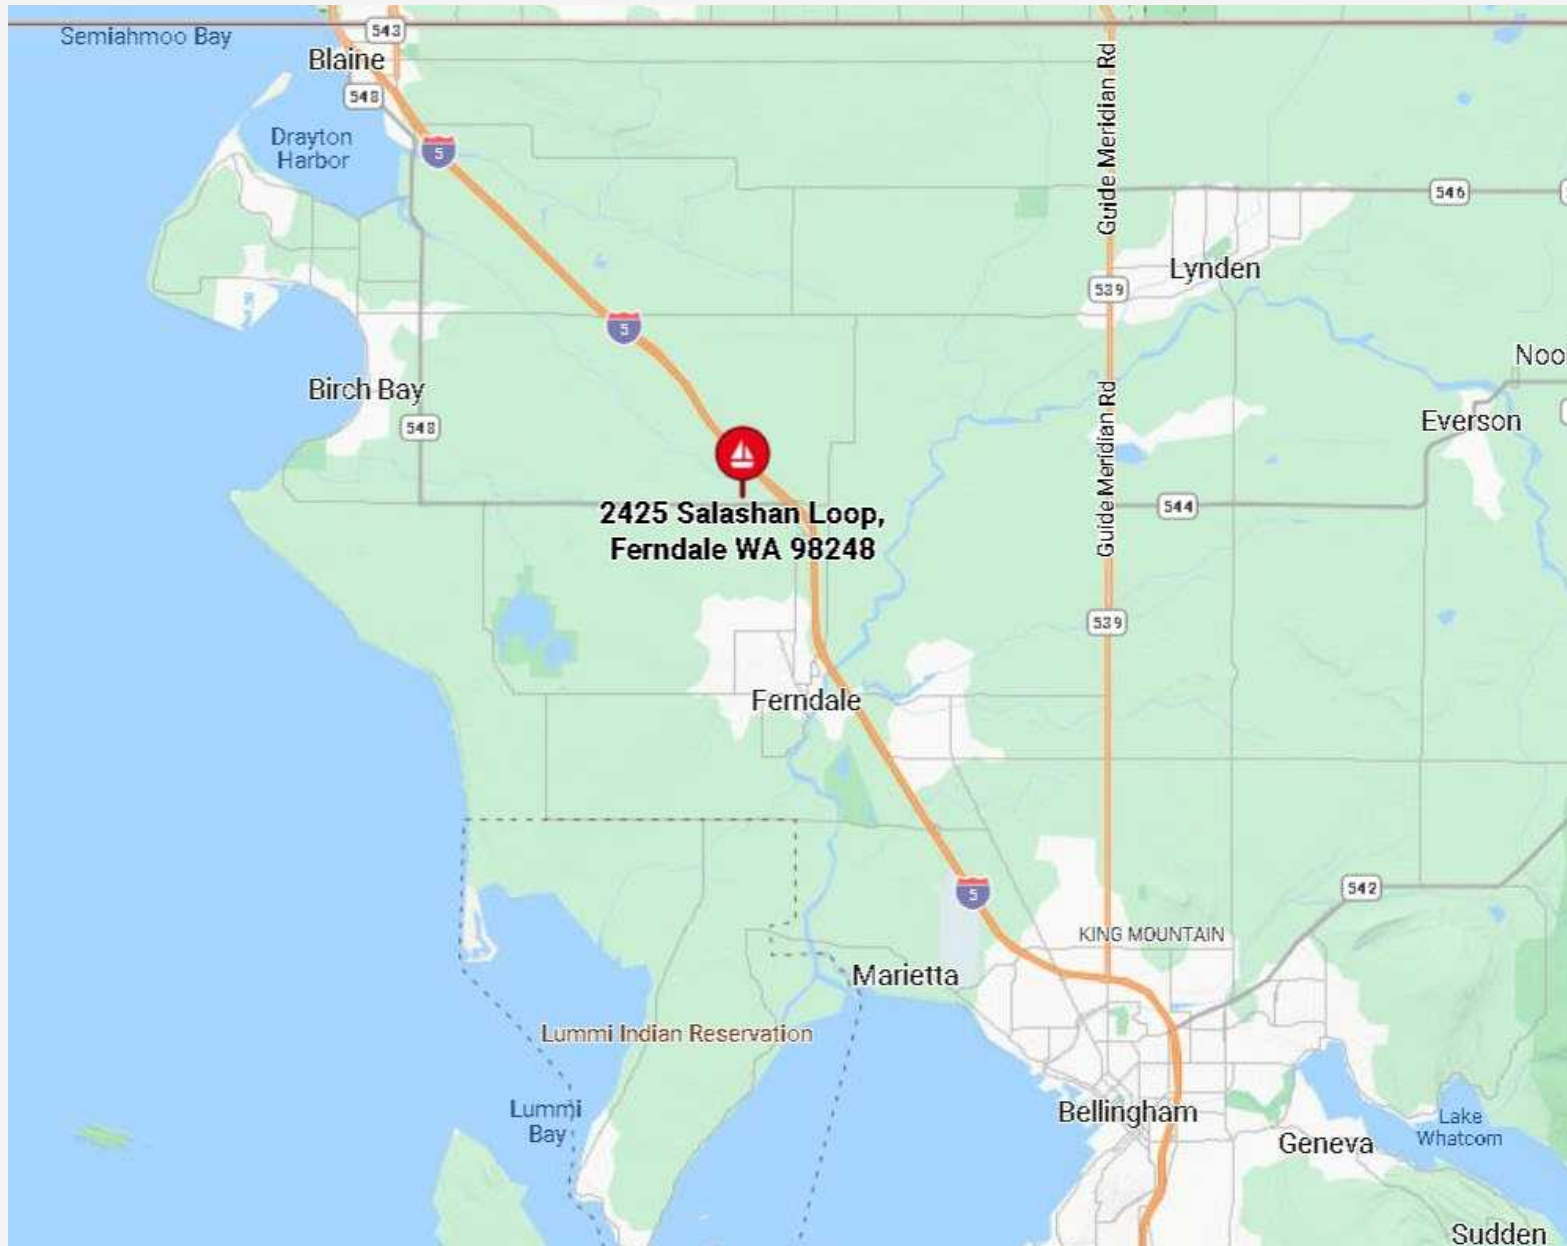 Semiahmoo Bay
543
Blaine
548
Drayton
Harbor
5
Guide Meridian Rd
546
Lynden
539
5
Noo
Birch Bay
548
Guide Meridian Rd
Everson
2425 Salashan Loop,
Ferndale WA 98248
544
539
Ferndale
5
542
KING MOUNTAIN
Marietta
Lummi Indian Reservation
Lummi
Bay
Bellingham
Geneva
Lake
Whatcom
Sudden